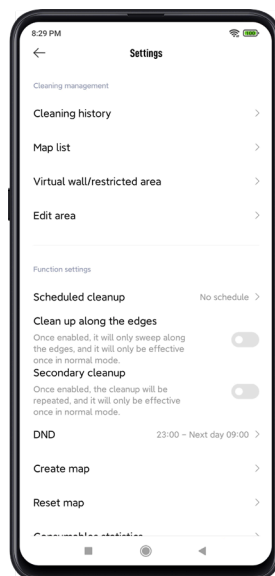 8:29 PM
100
Settings
Cleaning management
Cleaning history
Map list
Virtual wall/restricted area
Edit area
Function settings
Scheduled cleanup No schedule
Clean up along the edges
Once enabled, it will only sweep along
the edges, and it will only be effective
once in normal mode.
Secondary cleanup
Once enabled, the cleanup will be
repeated, and it will only be effective
once in normal mode.
DND 23:00 – Next day 09:00
Create map
Reset map
Consumables statistics